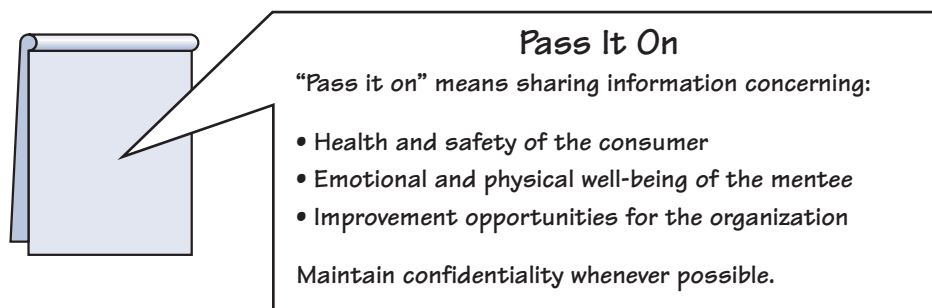 Pass It On
“Pass it on” means sharing information concerning:
• Health and safety of the consumer
• Emotional and physical well-being of the mentee
• Improvement opportunities for the organization
Maintain confidentiality whenever possible.